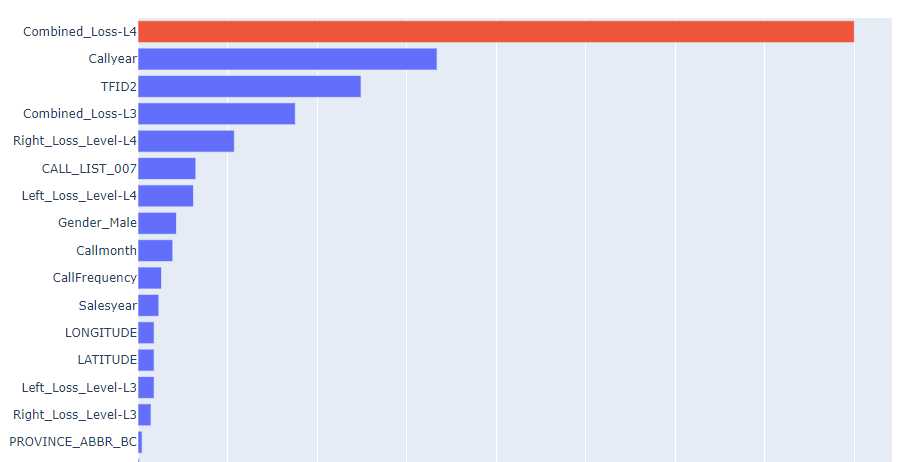 Combined_Loss-L4
Callyear
TFID2
Combined_Loss-L3
Right_Loss_Level-L4
CALL_LIST_007
Left_Loss_Level-L4
Gender_Male
Callmonth
CallFrequency
Salesyear
LONGITUDE
LATITUDE
Left_Loss_Level-L3
Right_Loss_Level-L3
PROVINCE_ABBR_BC